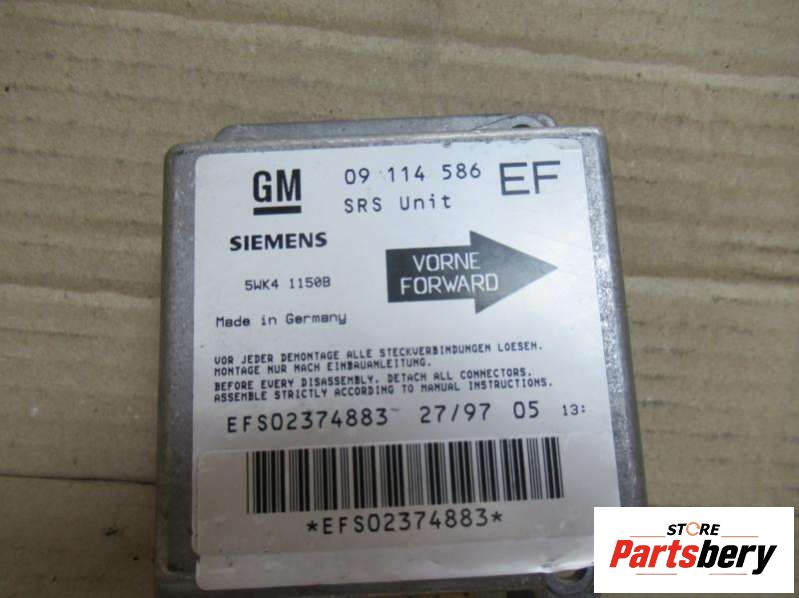 GM
09 114 586 EF
SRS Unit
SIEMENS
5WK4 1150B
VORNE
FORWARD
Made in Germany
VOR JEDER DEMONTAGE ALLE STECKVERBINDUNGEN LOESEN.
MONTAGE NUR NACH EINBAUANLEITUNG.
BEFORE EVERY DISASSEMBLY, DETACH ALL CONNECTORS.
ASSEMBLE STRICTLY ACCORDING TO MANUAL INSTRUCTIONS.
EFS02374883 27/97 05 13:
*EFS02374883*
STORE
Partsbery